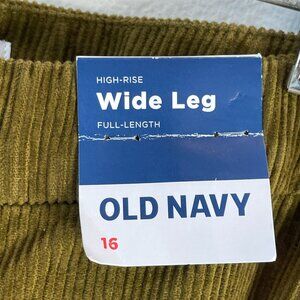 HIGH-RISE
Wide Leg
FULL-LENGTH
OLD NAVY
16